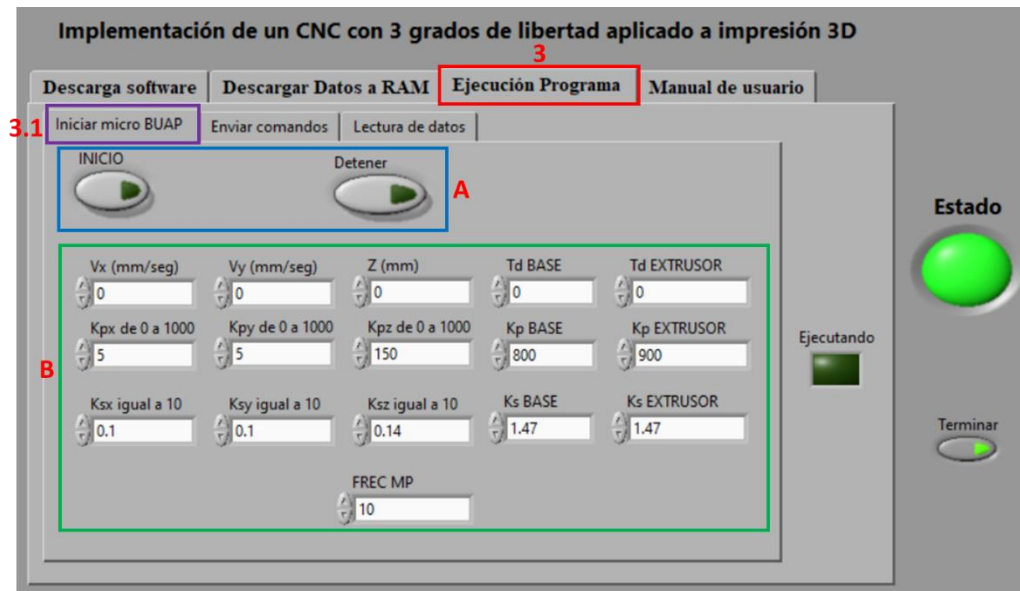 Implementación de un CNC con 3 grados de libertad aplicado a impresión 3D
3
Descarga software Descargar Datos a RAM Ejecución Programa Manual de usuario
3.1 Iniciar micro BUAP Enviar comandos Lectura de datos
INICIO Detener
A
Estado
Vx (mm/seg) Vy (mm/seg) Z (mm) Td BASE Td EXTRUSOR
0 0 0 0 0
Kpx de 0 a 1000 Kpy de 0 a 1000 Kpz de 0 a 1000 Kp BASE Kp EXTRUSOR
Ejecutando
5 5 150 800 900
B
Ksx igual a 10 Ksy igual a 10 Ksz igual a 10 Ks BASE Ks EXTRUSOR
0.1 0.1 0.14 1.47 1.47
Terminar
FREC MP
10